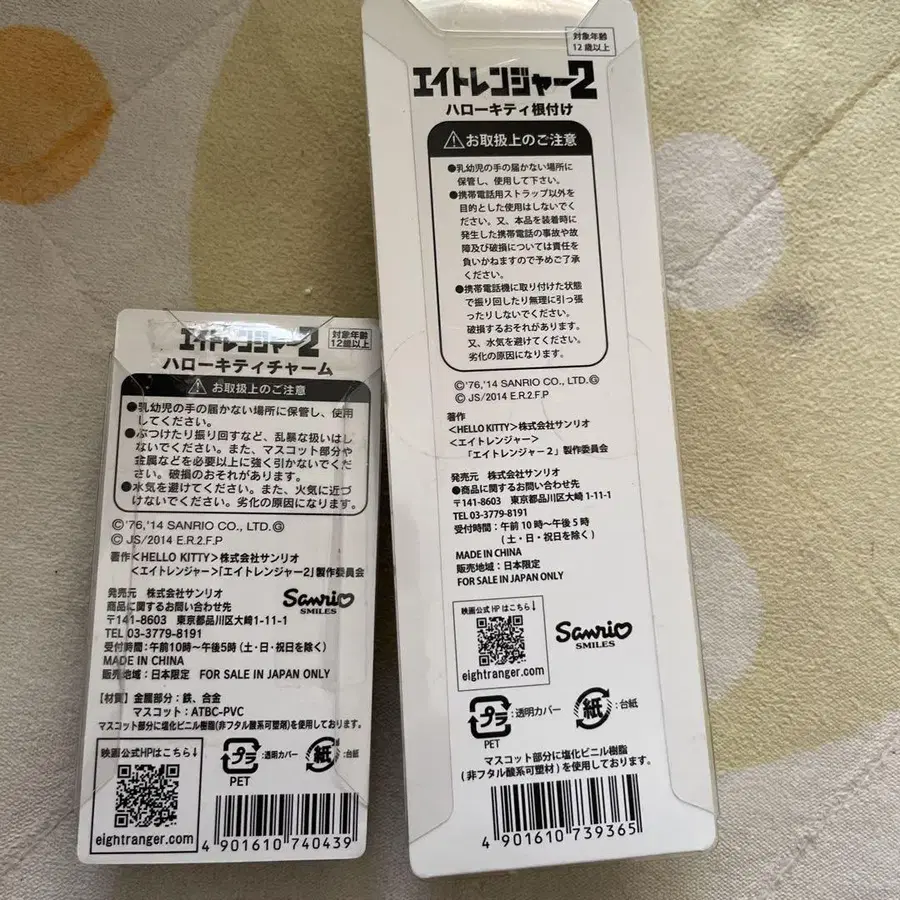 エイトレンジャー2
対象年齢
12歳以上
ハローキティチャーム
お取扱上のご注意
●乳幼児の手の届かない場所に保管し、使用
してください。
●ぶつけたり振り回すなど、乱暴な扱いはし
ないでください。また、マスコット部分や
金属などを必要以上に強く引かないでくだ
さい。破損のおそれがあります。
●水気を避けてください。また、火気に近づ
けないでください。劣化の原因になります。
©'76,'14 SANRIO CO., LTD.Ⓖ
© JS/2014 E.R.2.F.P
著作<HELLO KITTY>株式会社サンリオ
<エイトレンジャー>「エイトレンジャー2」製作委員会
発売元 株式会社サンリオ
商品に関するお問い合わせ先
〒141-8603 東京都品川区大崎1-11-1
TEL 03-3779-8191
受付時間:午前10時~午後5時(土・日・祝日を除く)
MADE IN CHINA
販売地域:日本限定 FOR SALE IN JAPAN ONLY
Sanrio
SMILES
【材質】金属部分:鉄、合金
マスコット:ATBC-PVC
マスコット部分に塩化ビニル樹脂(非フタル酸系可塑剤)を使用しております。
映画公式HPはこちら↓
eightranger.com
プラ:透明カバー
PET
紙:台紙
4 901610 740439
対象年齢
12歳以上
エイトレンジャー2
ハローキティ根付け
お取扱上のご注意
●乳幼児の手の届かない場所に
保管し、使用して下さい。
●携帯電話用ストラップ以外を
目的とした使用はしないでく
ださい。又、本品を装着時に
発生した携帯電話の事故や故
障及び破損については責任を
負いかねますので予めご了承
ください。
●携帯電話機に取り付けた状態
で振り回したり無理に引っ張
ったりしないでください。
破損するおそれがあります。
又、水気を避けてください。
劣化の原因になります。
©'76,'14 SANRIO CO., LTD.Ⓖ
© JS/2014 E.R.2.F.P
著作
<HELLO KITTY>株式会社サンリオ
<エイトレンジャー>
「エイトレンジャー2」製作委員会
発売元 株式会社サンリオ
●商品に関するお問い合わせ先
〒141-8603 東京都品川区大崎 1-11-1
TEL 03-3779-8191
受付時間:午前10時~午後5時
(土・日・祝日を除く)
MADE IN CHINA
販売地域:日本限定
FOR SALE IN JAPAN ONLY
映画公式HPはこちら↓
eightranger.com
Sanrio
SMILES
プラ:透明カバー
PET
紙:台紙
マスコット部分に塩化ビニル樹脂
(非フタル酸系可塑材)を使用しております。
4 901610 739365